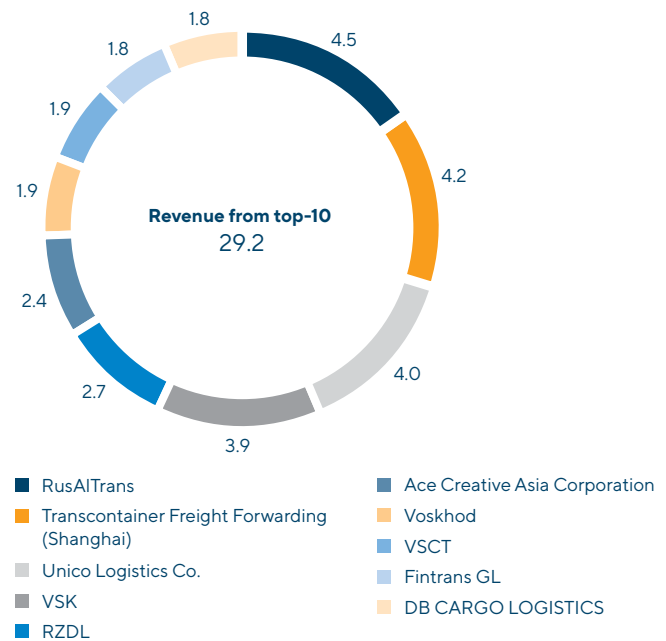 1.8
4.5
1.8
1.9
4.2
1.9
Revenue from top-10
29.2
2.4
2.7
4.0
3.9
RusAITrans
Transcontainer Freight Forwarding
(Shanghai)
Unico Logistics Co.
VSK
RZDL
Ace Creative Asia Corporation
Voskhod
VSCT
Fintrans GL
DB CARGO LOGISTICS